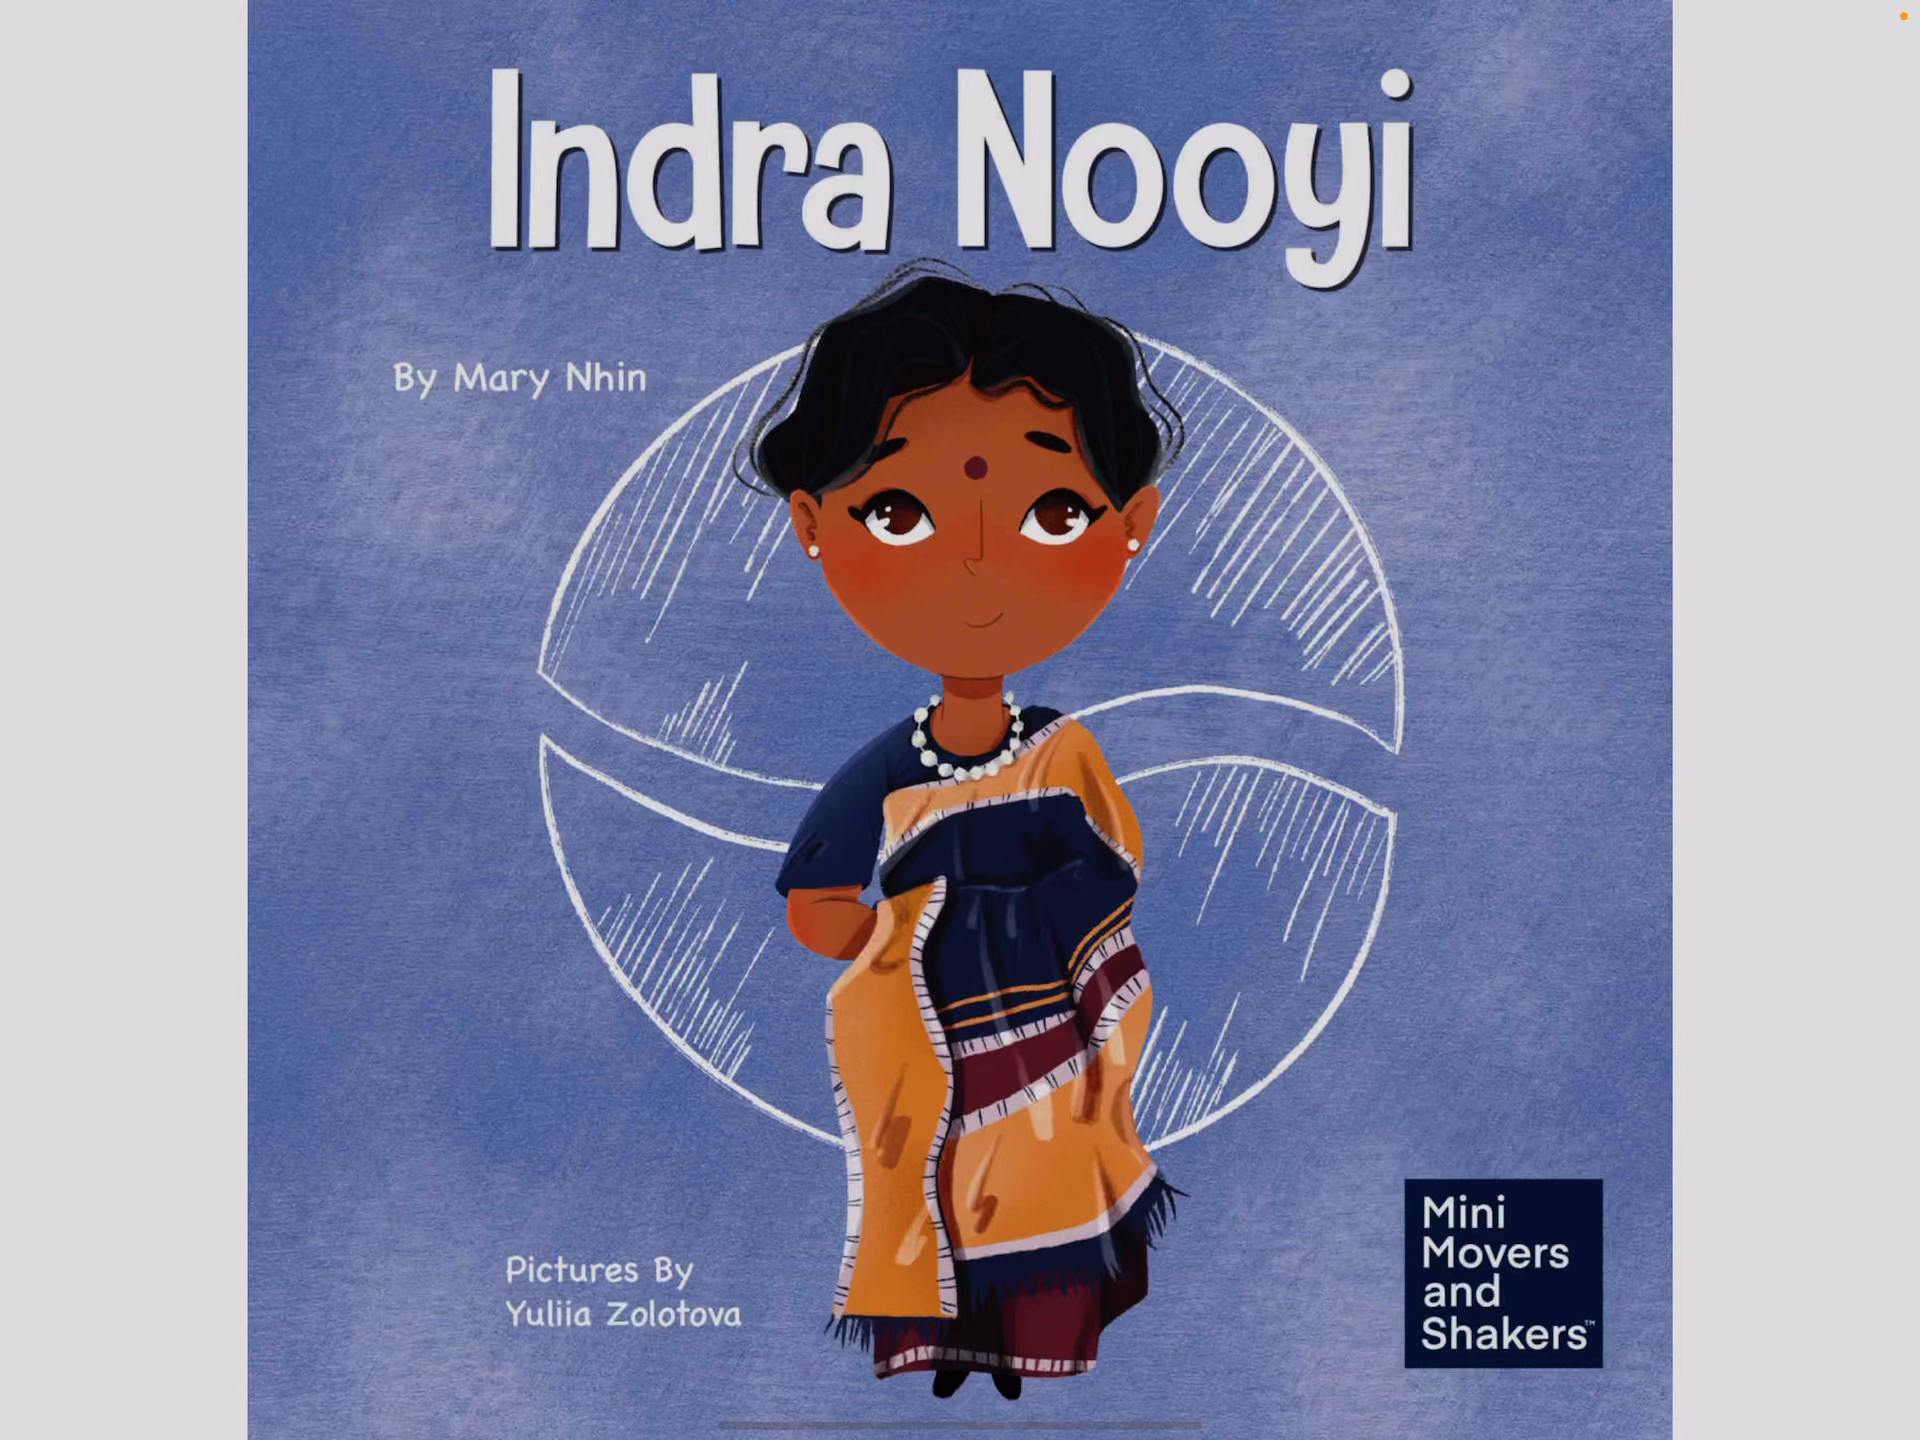 Indra Nooyi
By Mary Nhin
Pictures By
Yuliia Zolotova
Mini
Movers
and
Shakers™